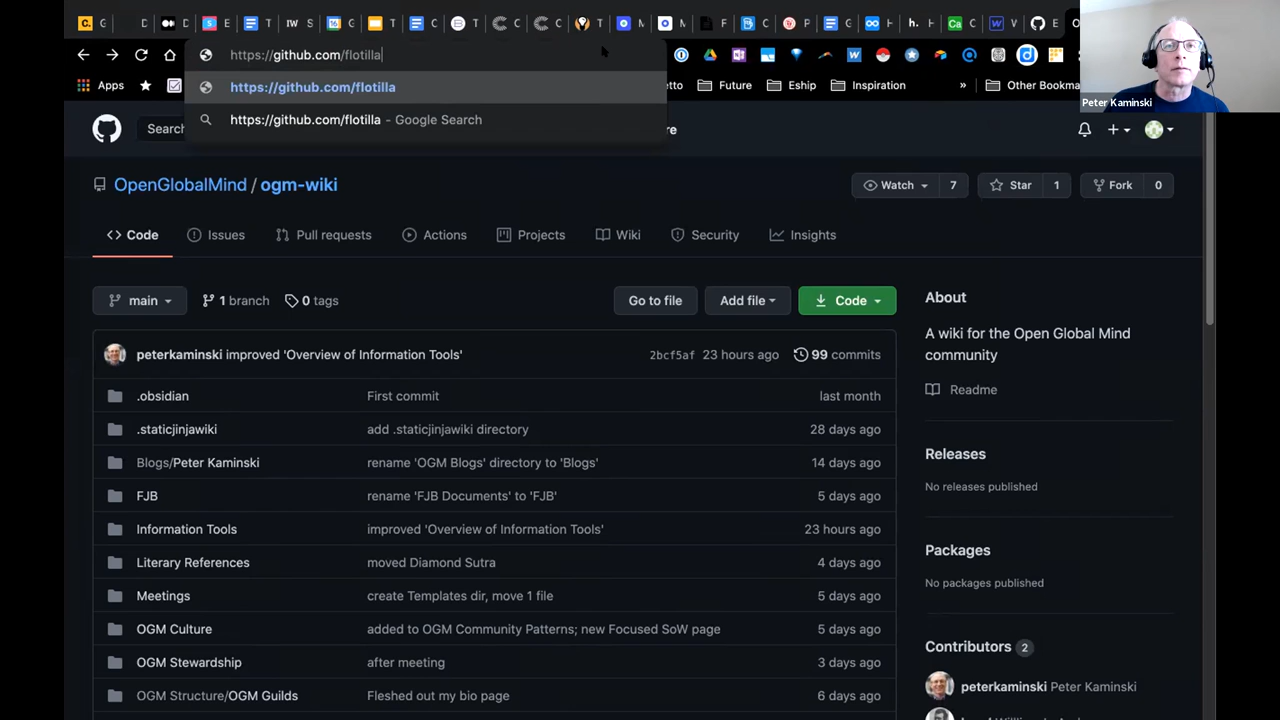 G
D
D
E
T
IW
S
G
T
C
B
T
C
C
T
M
M
F
C
P
G
H
h. H
Ca C
W
E
https://github.com/flotilla
etto
Future
Eship
Inspiration
»
Other Bookma
Apps
https://github.com/flotilla
https://github.com/flotilla - Google Search
Peter Kaminski
Search
re
OpenGlobalMind / ogm-wiki
Watch 7
Star 1
Fork 0
Code
Issues
Pull requests
Actions
Projects
Wiki
Security
Insights
main
1 branch
0 tags
Go to file
Add file
Code
peterkaminski improved 'Overview of Information Tools'
2bcf5af 23 hours ago
99 commits
.obsidian First commit last month
.staticjinjawiki add .staticjinjawiki directory 28 days ago
Blogs/Peter Kaminski rename 'OGM Blogs' directory to 'Blogs' 14 days ago
FJB rename 'FJB Documents' to 'FJB' 5 days ago
Information Tools improved 'Overview of Information Tools' 23 hours ago
Literary References moved Diamond Sutra 4 days ago
Meetings create Templates dir, move 1 file 5 days ago
OGM Culture added to OGM Community Patterns; new Focused SoW page 5 days ago
OGM Stewardship after meeting 3 days ago
OGM Structure/OGM Guilds Fleshed out my bio page 6 days ago
About
A wiki for the Open Global Mind
community
Readme
Releases
No releases published
Packages
No packages published
Contributors 2
peterkaminski Peter Kaminski